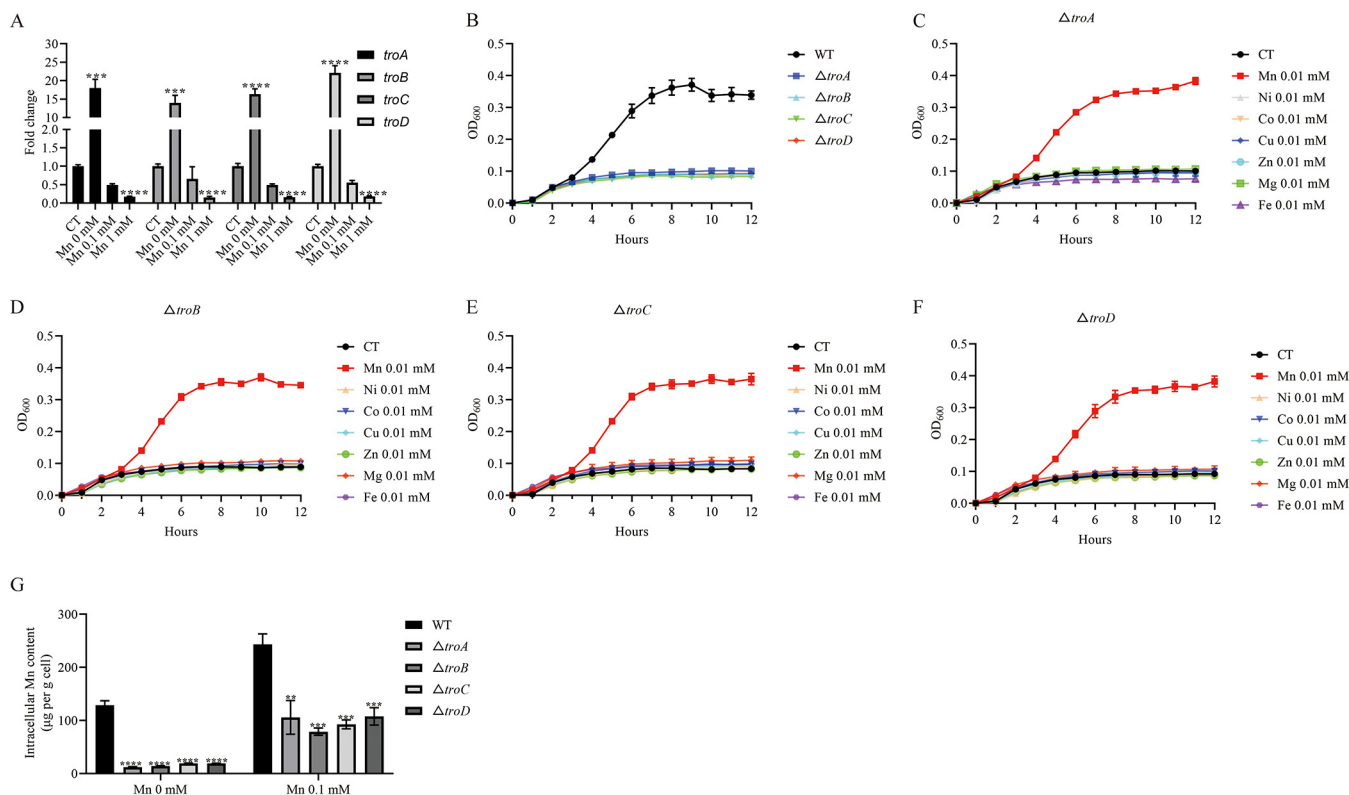 A
Fold change
30
25
20
15
10
5
2.0
1.5
1.0
0.5
0.0
***
****
***
****
****
****
****
****
CT
Mn 0 mM
Mn 0.1 mM
Mn 1 mM
CT
Mn 0 mM
Mn 0.1 mM
Mn 1 mM
CT
Mn 0 mM
Mn 0.1 mM
Mn 1 mM
CT
Mn 0 mM
Mn 0.1 mM
Mn 1 mM
troA
troB
troC
troD
B
OD600
0.5
0.4
0.3
0.2
0.1
0.0
0 2 4 6 8 10 12
Hours
WT
△troA
△troB
△troC
△troD
C
△troA
OD600
0.5
0.4
0.3
0.2
0.1
0.0
0 2 4 6 8 10 12
Hours
CT
Mn 0.01 mM
Ni 0.01 mM
Co 0.01 mM
Cu 0.01 mM
Zn 0.01 mM
Mg 0.01 mM
Fe 0.01 mM
D
△troB
OD600
0.5
0.4
0.3
0.2
0.1
0.0
0 2 4 6 8 10 12
Hours
CT
Mn 0.01 mM
Ni 0.01 mM
Co 0.01 mM
Cu 0.01 mM
Zn 0.01 mM
Mg 0.01 mM
Fe 0.01 mM
E
△troC
OD600
0.5
0.4
0.3
0.2
0.1
0.0
0 2 4 6 8 10 12
Hours
CT
Mn 0.01 mM
Ni 0.01 mM
Co 0.01 mM
Cu 0.01 mM
Zn 0.01 mM
Mg 0.01 mM
Fe 0.01 mM
F
△troD
OD600
0.5
0.4
0.3
0.2
0.1
0.0
0 2 4 6 8 10 12
Hours
CT
Mn 0.01 mM
Ni 0.01 mM
Co 0.01 mM
Cu 0.01 mM
Zn 0.01 mM
Mg 0.01 mM
Fe 0.01 mM
G
Intracellular Mn content
(μg per g cell)
300
200
100
0
**** **** **** ****
** *** *** ***
Mn 0 mM Mn 0.1 mM
WT
△troA
△troB
△troC
△troD